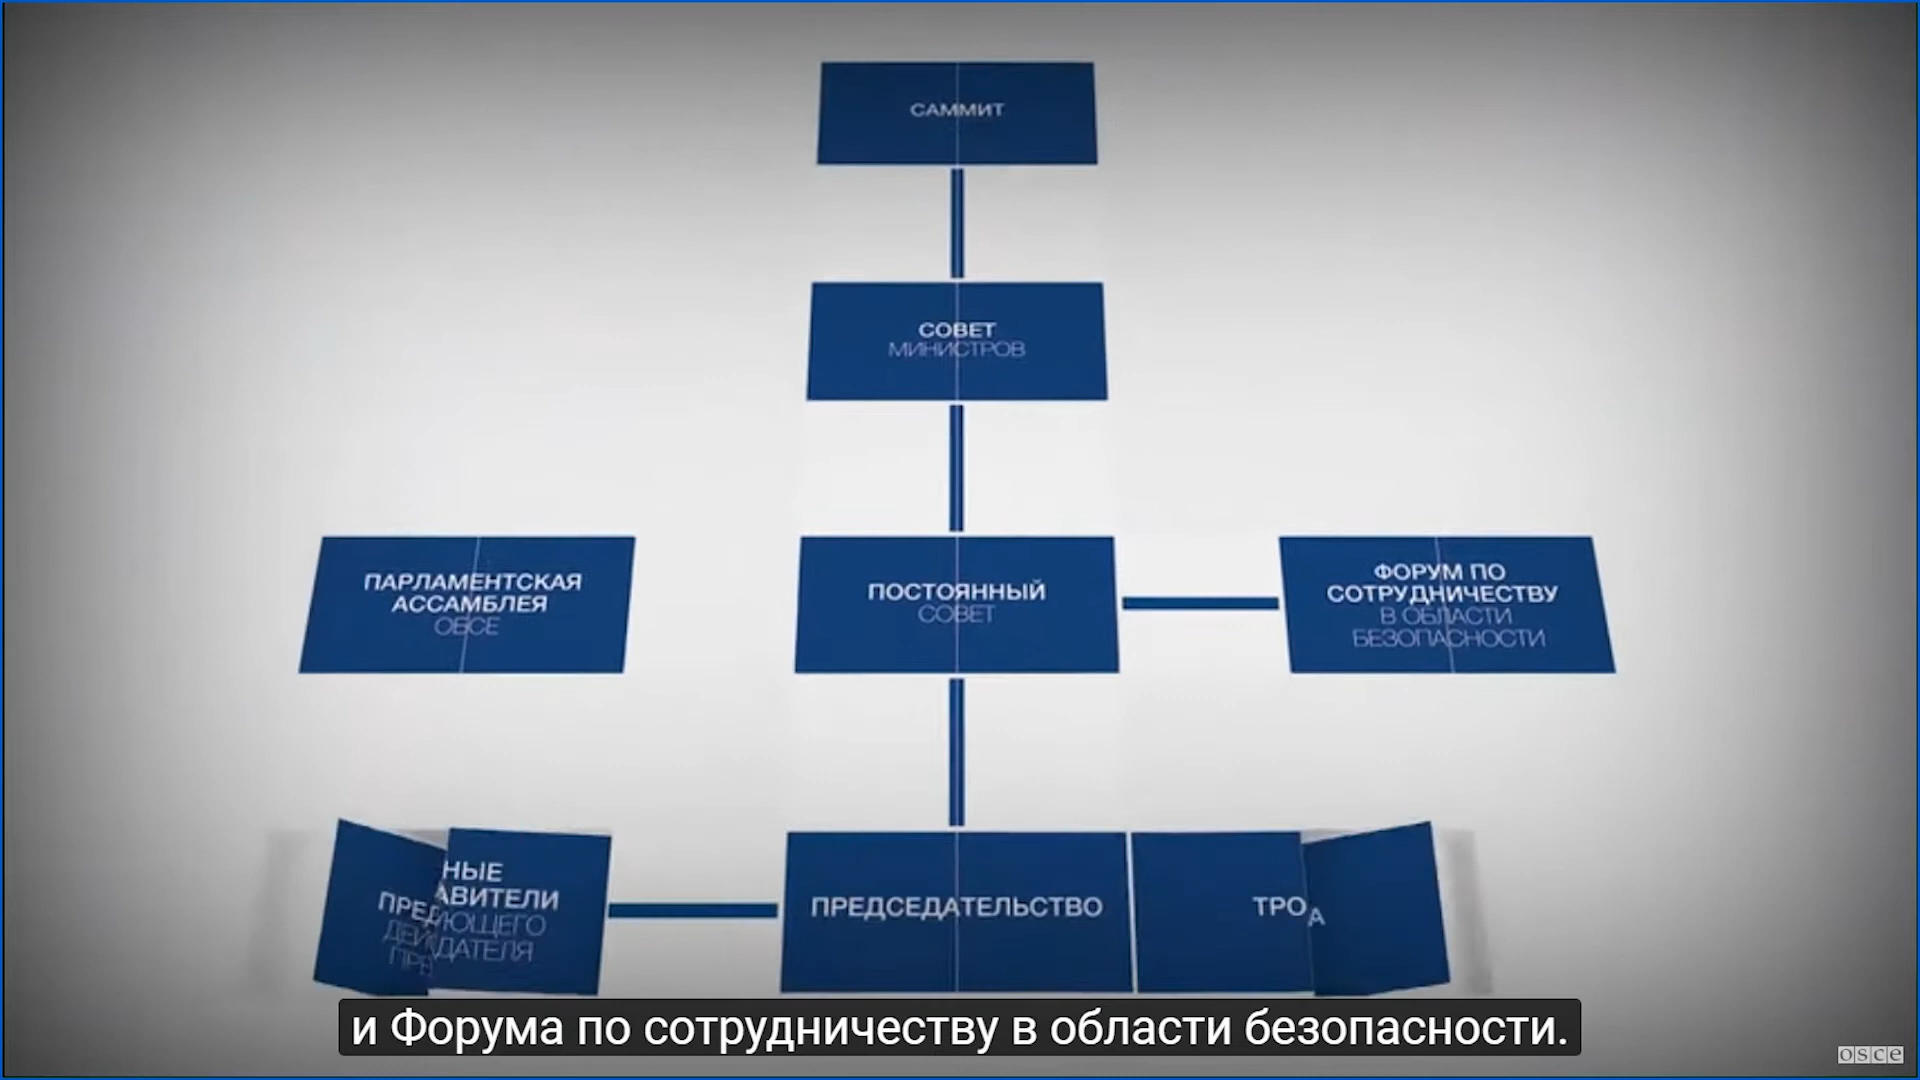 САММИТ
СОВЕТ
МИНИСТРОВ
ПАРЛАМЕНТСКАЯ
АССАМБЛЕЯ
ОБСЕ
ПОСТОЯННЫЙ
СОВЕТ
ФОРУМ ПО
СОТРУДНИЧЕСТВУ
В ОБЛАСТИ
БЕЗОПАСНОСТИ
ПРЕДСЕДАТЕЛЬСТВО
и Форума по сотрудничеству в области безопасности.
osce